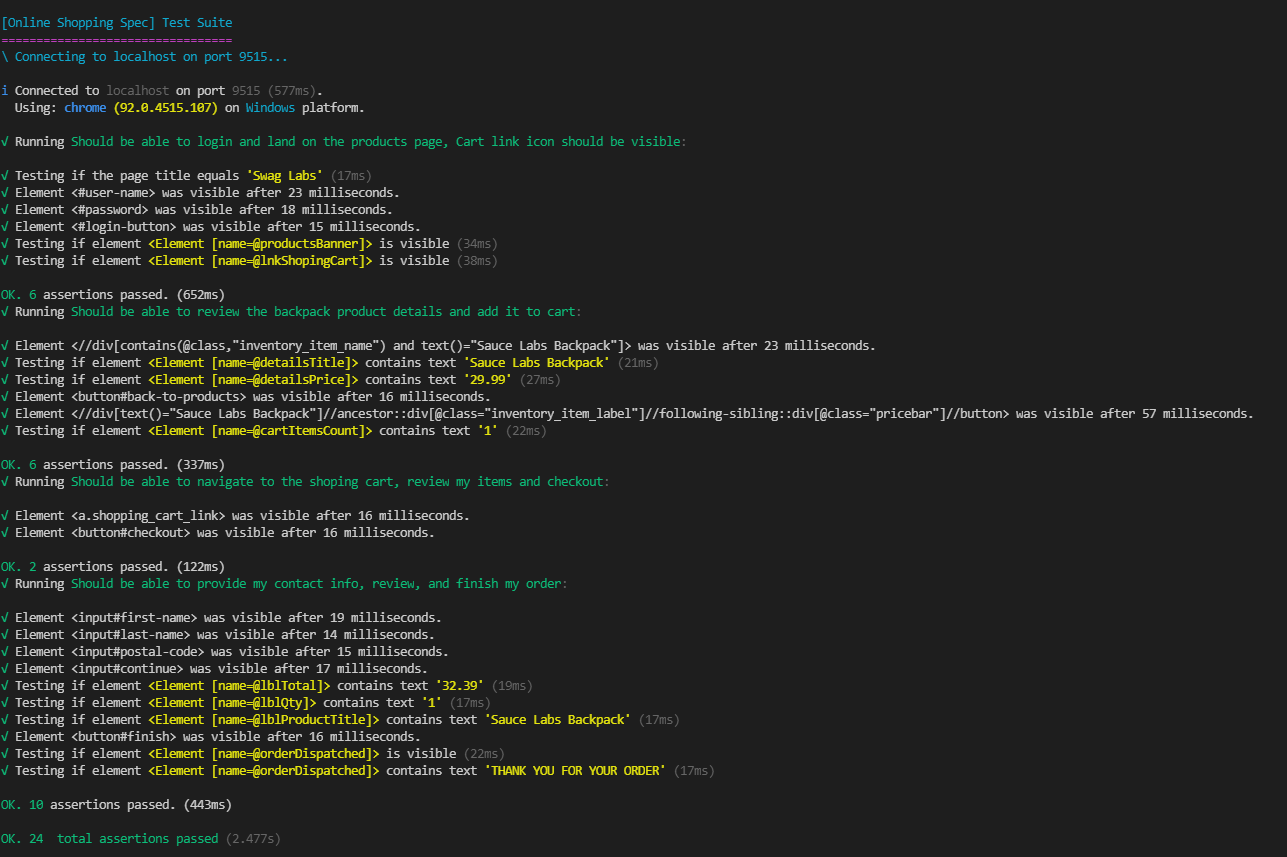 [Online Shopping Spec] Test Suite
=================================
\ Connecting to localhost on port 9515...
i Connected to localhost on port 9515 (577ms).
Using: chrome (92.0.4515.107) on Windows platform.
√ Running Should be able to login and land on the products page, Cart link icon should be visible:
√ Testing if the page title equals 'Swag Labs' (17ms)
√ Element <#user-name> was visible after 23 milliseconds.
√ Element <#password> was visible after 18 milliseconds.
√ Element <#login-button> was visible after 15 milliseconds.
√ Testing if element <Element [name=@productsBanner]> is visible (34ms)
√ Testing if element <Element [name=@lnkShopingCart]> is visible (38ms)
OK. 6 assertions passed. (652ms)
√ Running Should be able to review the backpack product details and add it to cart:
√ Element <//div[contains(@class,"inventory_item_name") and text()="Sauce Labs Backpack"]> was visible after 23 milliseconds.
√ Testing if element <Element [name=@detailsTitle]> contains text 'Sauce Labs Backpack' (21ms)
√ Testing if element <Element [name=@detailsPrice]> contains text '29.99' (27ms)
√ Element <button#back-to-products> was visible after 16 milliseconds.
√ Element <//div[text()="Sauce Labs Backpack"]//ancestor::div[@class="inventory_item_label"]//following-sibling::div[@class="pricebar"]//button> was visible after 57 milliseconds.
√ Testing if element <Element [name=@cartItemsCount]> contains text '1' (22ms)
OK. 6 assertions passed. (337ms)
√ Running Should be able to navigate to the shoping cart, review my items and checkout:
√ Element <a.shopping_cart_link> was visible after 16 milliseconds.
√ Element <button#checkout> was visible after 16 milliseconds.
OK. 2 assertions passed. (122ms)
√ Running Should be able to provide my contact info, review, and finish my order:
√ Element <input#first-name> was visible after 19 milliseconds.
√ Element <input#last-name> was visible after 14 milliseconds.
√ Element <input#postal-code> was visible after 15 milliseconds.
√ Element <input#continue> was visible after 17 milliseconds.
√ Testing if element <Element [name=@lblTotal]> contains text '32.39' (19ms)
√ Testing if element <Element [name=@lblQty]> contains text '1' (17ms)
√ Testing if element <Element [name=@lblProductTitle]> contains text 'Sauce Labs Backpack' (17ms)
√ Element <button#finish> was visible after 16 milliseconds.
√ Testing if element <Element [name=@orderDispatched]> is visible (22ms)
√ Testing if element <Element [name=@orderDispatched]> contains text 'THANK YOU FOR YOUR ORDER' (17ms)
OK. 10 assertions passed. (443ms)
OK. 24  total assertions passed (2.477s)